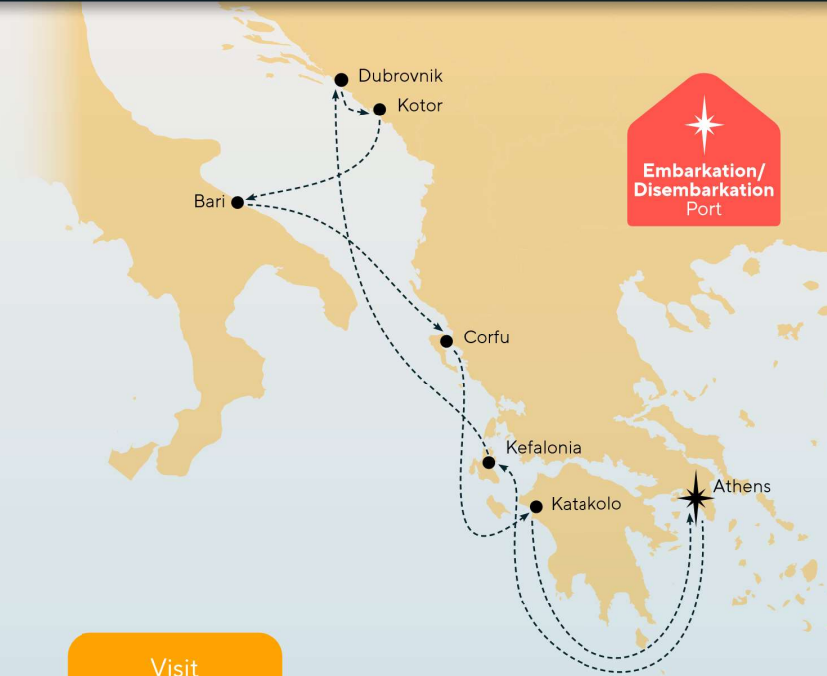 Dubrovnik
Kotor
Embarkation/
Disembarkation
Port
Bari
Corfu
Kefalonia
Athens
Katakolo
Visit